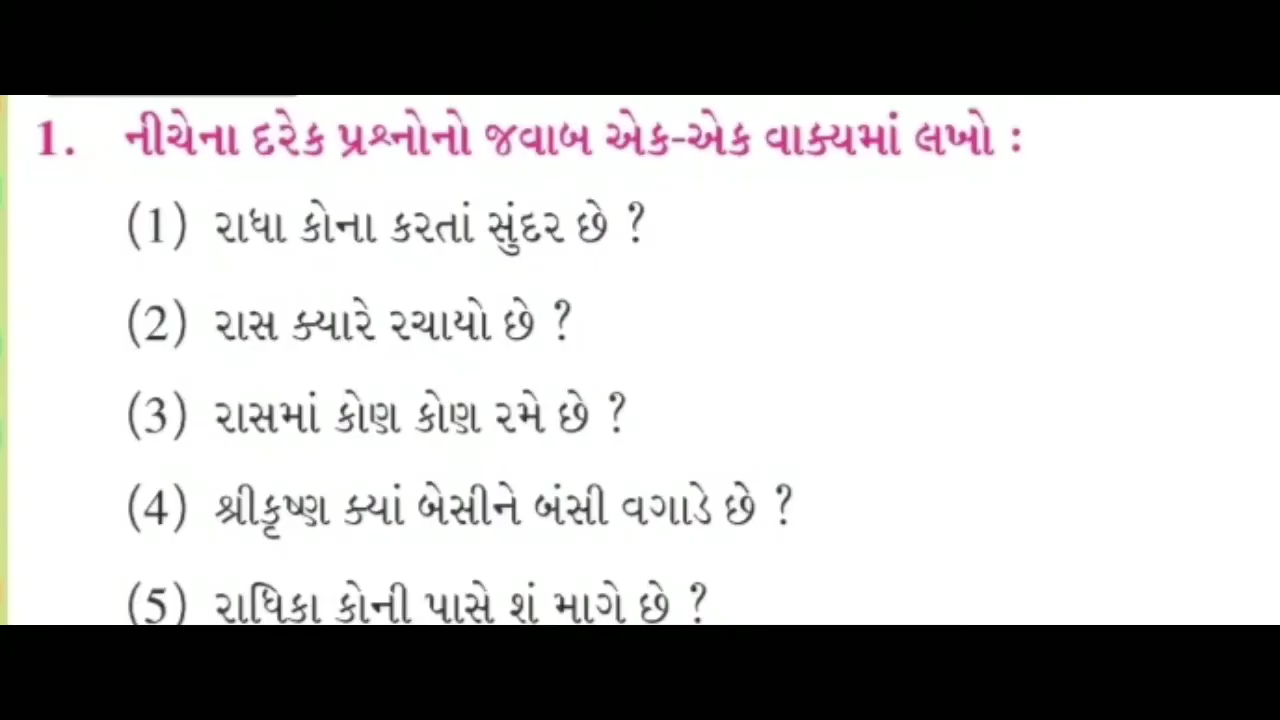 1. નીચેના દરેક પ્રશ્નોનો જવાબ એક-એક વાક્યમાં લખો :
(1) રાધા કોના કરતાં સુંદર છે ?
(2) રાસ ક્યારે રચાયો છે ?
(3) રાસમાં કોણ કોણ રમે છે ?
(4) શ્રીકૃષ્ણ ક્યાં બેસીને બંસી વગાડે છે ?
(5) રાધિકા કોની પાસે શું માગે છે ?